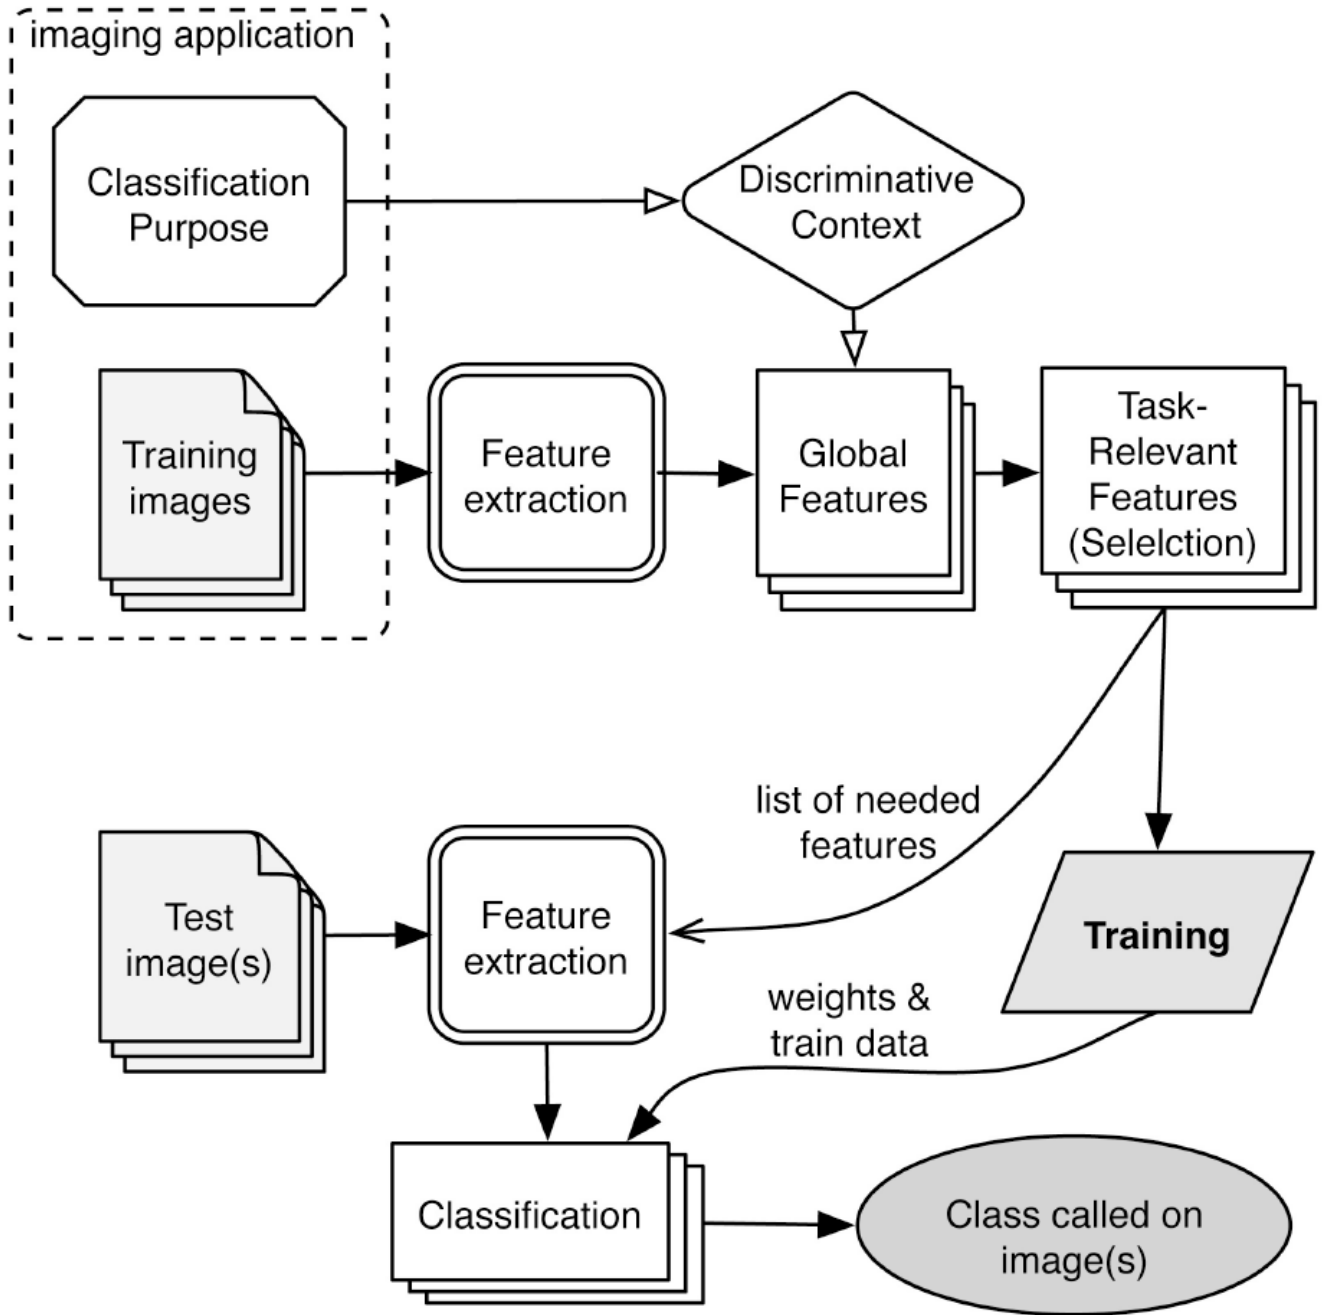 imaging application
Classification
Purpose
Discriminative
Context
Training
images
Feature
extraction
Global
Features
Task-
Relevant
Features
(Selelction)
list of needed
features
Test
image(s)
Feature
extraction
Training
weights &
train data
Classification
Class called on
image(s)